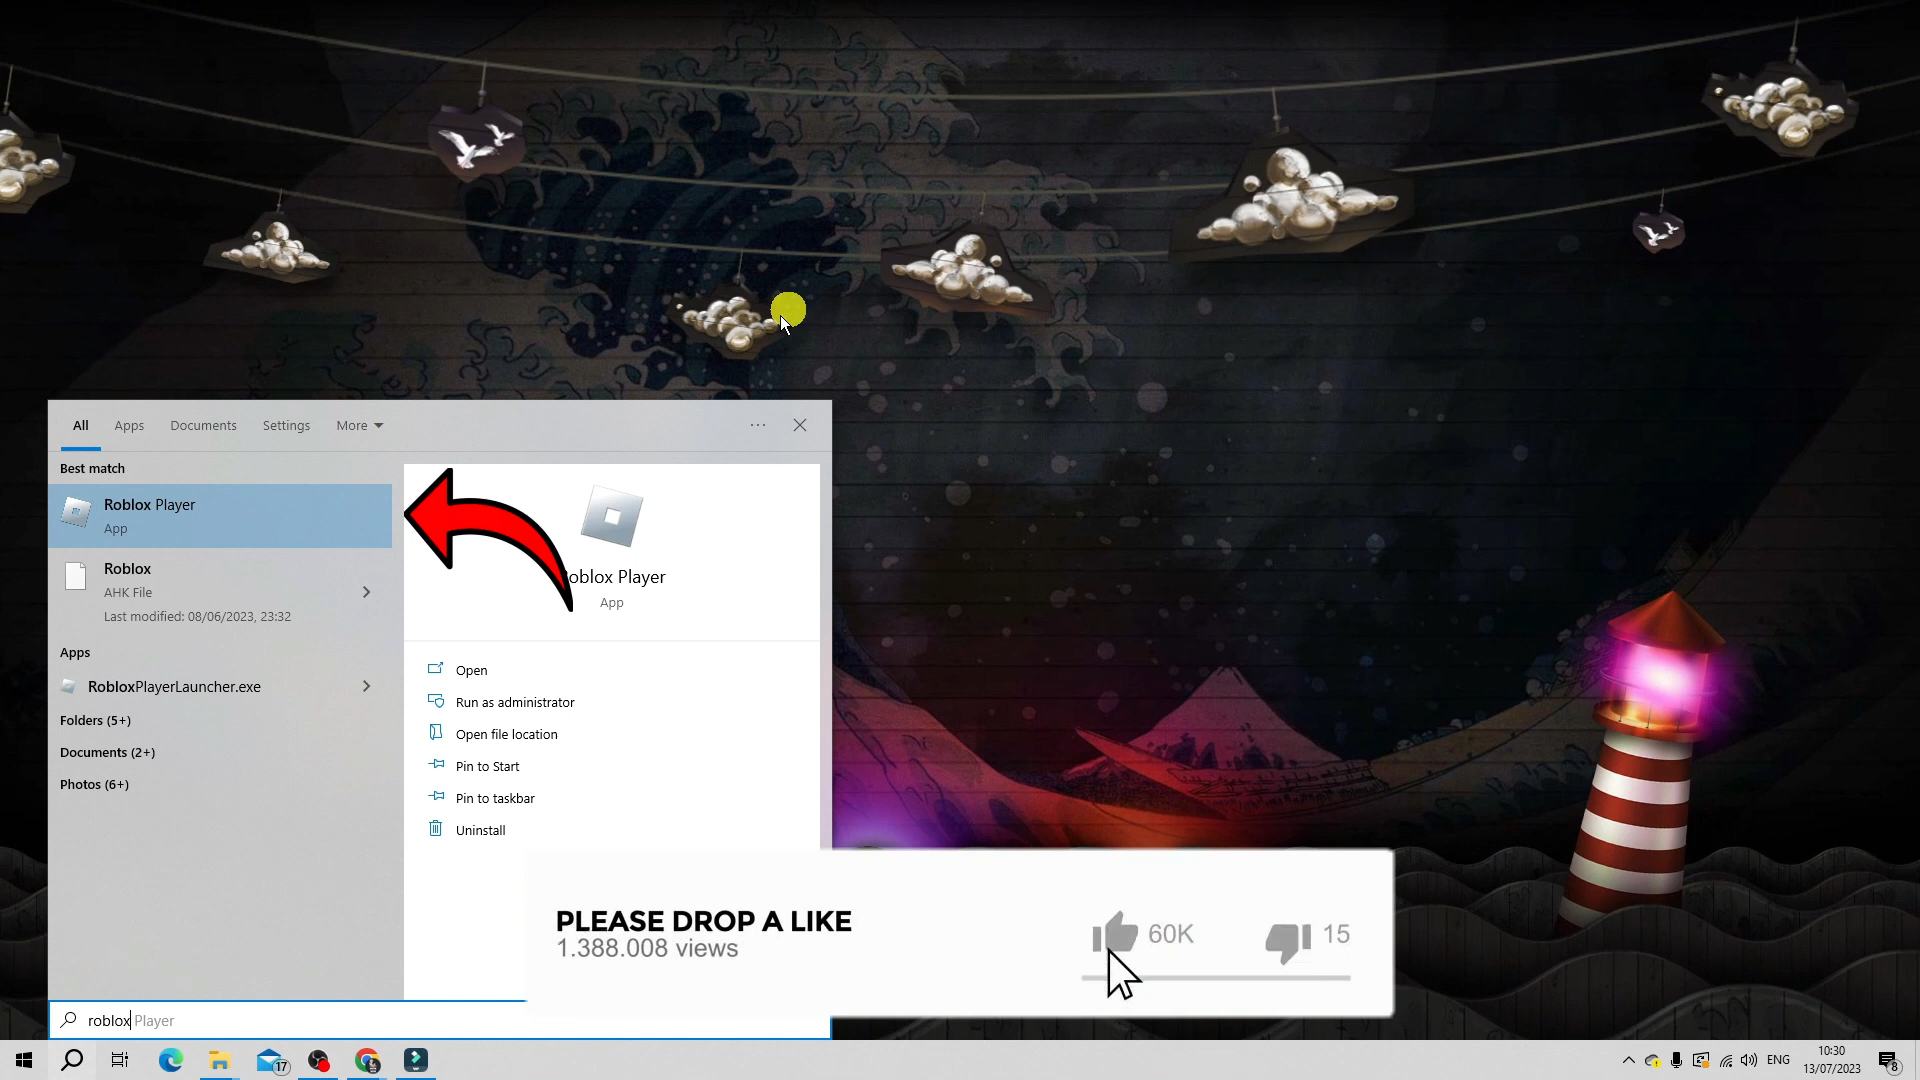 All Apps Documents Settings More
Best match
Roblox Player
App
Roblox
AHK File
Last modified: 08/06/2023, 23:32
Apps
RobloxPlayerLauncher.exe
Folders (5+)
Documents (2+)
Photos (6+)
oblox Player
App
Open
Run as administrator
Open file location
Pin to Start
Pin to taskbar
Uninstall
PLEASE DROP A LIKE
1.388.008 views
60K 15
roblox Player
17
ENG
10:30
13/07/2023
8